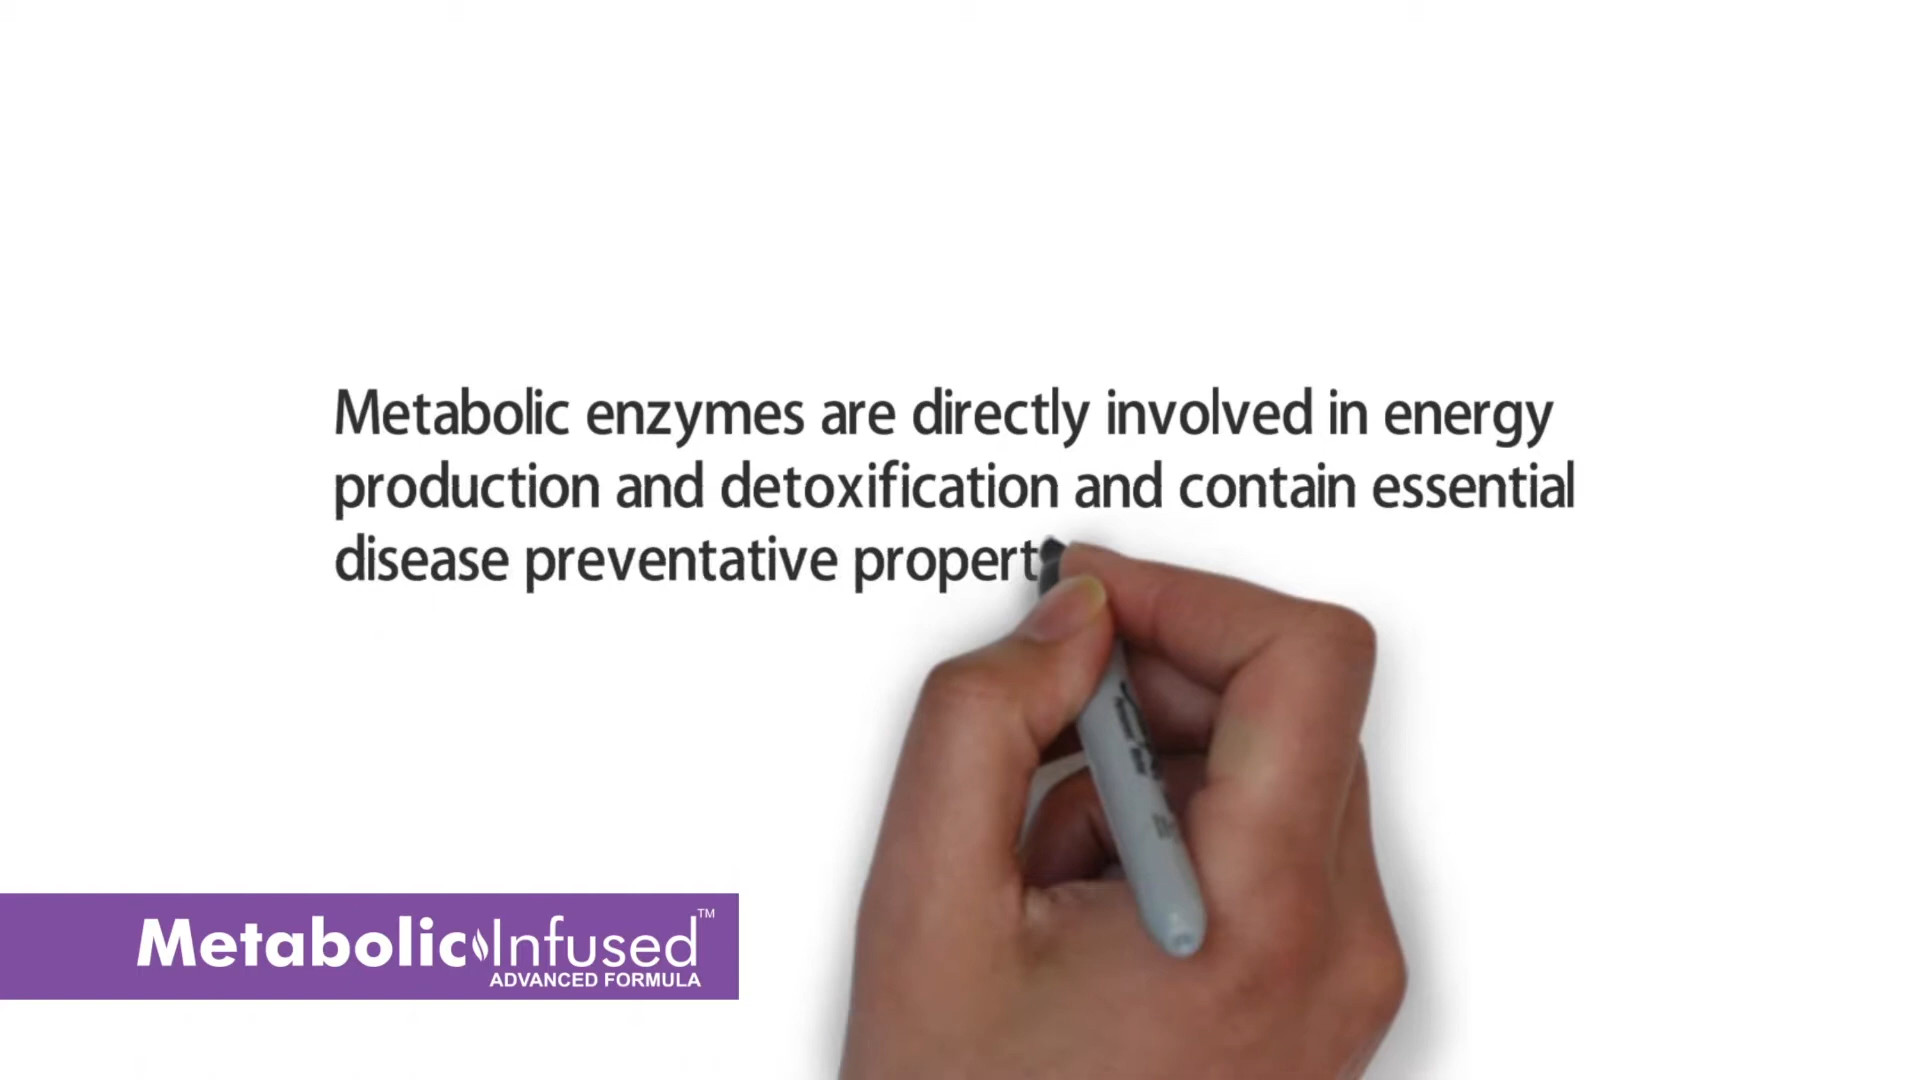 Metabolic enzymes are directly involved in energy
production and detoxification and contain essential
disease preventative propert
Metabolic Infused™
ADVANCED FORMULA